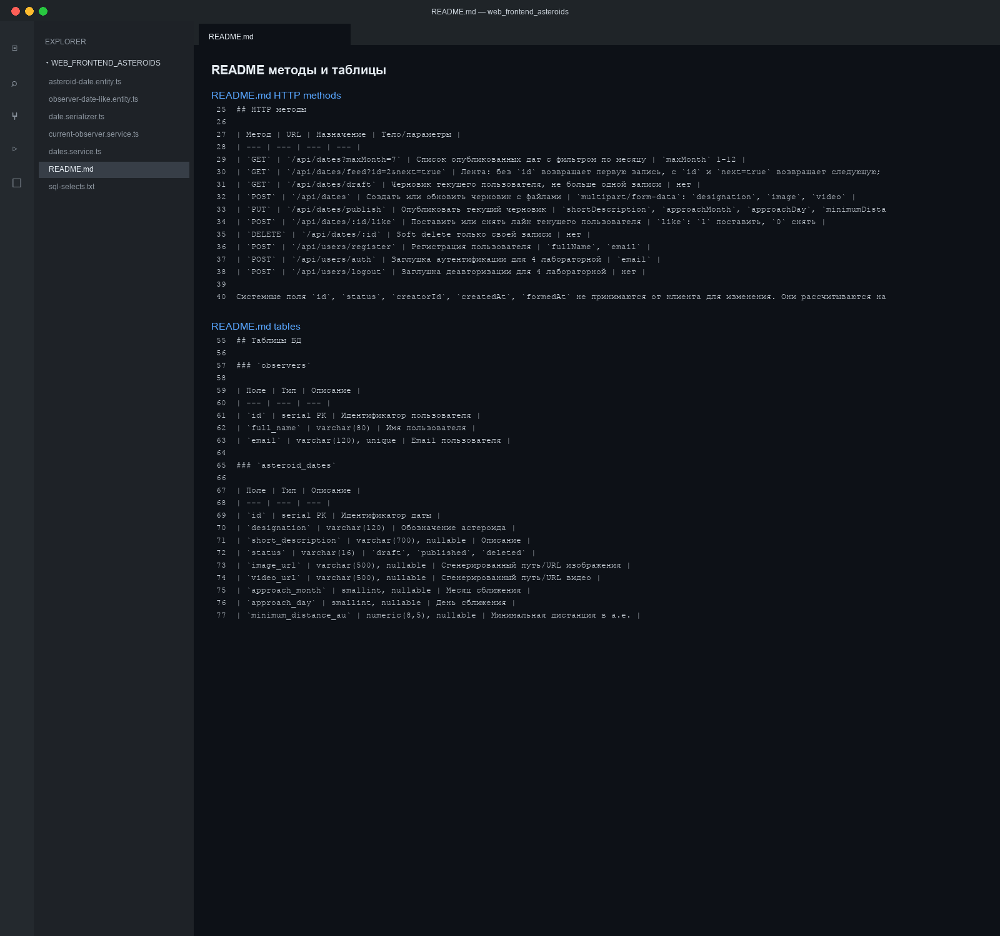 README.md — web_frontend_asteroids
EXPLORER
WEB_FRONTEND_ASTEROIDS
asteroid-date.entity.ts
observer-date-like.entity.ts
date.serializer.ts
current-observer.service.ts
dates.service.ts
README.md
sql-selects.txt
README.md
README методы и таблицы
README.md HTTP methods
25 ## HTTP методы
26
27 | Метод | URL | Назначение | Тело/параметры |
28 | --- | --- | --- | --- |
29 | `GET` | `/api/dates?maxMonth=7` | Список опубликованных дат с фильтром по месяцу | `maxMonth` 1-12 |
30 | `GET` | `/api/dates/feed?id=2&next=true` | Лента: без `id` возвращает первую запись, с `id` и `next=true` возвращает следующую;
31 | `GET` | `/api/dates/draft` | Черновик текущего пользователя, не больше одной записи | нет |
32 | `POST` | `/api/dates` | Создать или обновить черновик с файлами | `multipart/form-data`: `designation`, `image`, `video` |
33 | `PUT` | `/api/dates/publish` | Опубликовать текущий черновик | `shortDescription`, `approachMonth`, `approachDay`, `minimumDista
34 | `POST` | `/api/dates/:id/like` | Поставить или снять лайк текущего пользователя | `like`: `1` поставить, `0` снять |
35 | `DELETE` | `/api/dates/:id` | Soft delete только своей записи | нет |
36 | `POST` | `/api/users/register` | Регистрация пользователя | `fullName`, `email` |
37 | `POST` | `/api/users/auth` | Заглушка аутентификации для 4 лабораторной | `email` |
38 | `POST` | `/api/users/logout` | Заглушка деавторизации для 4 лабораторной | нет |
39
40 Системные поля `id`, `status`, `creatorId`, `createdAt`, `formedAt` не принимаются от клиента для изменения. Они рассчитываются на
README.md tables
55 ## Таблицы БД
56
57 ### `observers`
58
59 | Поле | Тип | Описание |
60 | --- | --- | --- |
61 | `id` | serial PK | Идентификатор пользователя |
62 | `full_name` | varchar(80) | Имя пользователя |
63 | `email` | varchar(120), unique | Email пользователя |
64
65 ### `asteroid_dates`
66
67 | Поле | Тип | Описание |
68 | --- | --- | --- |
69 | `id` | serial PK | Идентификатор даты |
70 | `designation` | varchar(120) | Обозначение астероида |
71 | `short_description` | varchar(700), nullable | Описание |
72 | `status` | varchar(16) | `draft`, `published`, `deleted` |
73 | `image_url` | varchar(500), nullable | Сгенерированный путь/URL изображения |
74 | `video_url` | varchar(500), nullable | Сгенерированный путь/URL видео |
75 | `approach_month` | smallint, nullable | Месяц сближения |
76 | `approach_day` | smallint, nullable | День сближения |
77 | `minimum_distance_au` | numeric(8,5), nullable | Минимальная дистанция в а.е. |